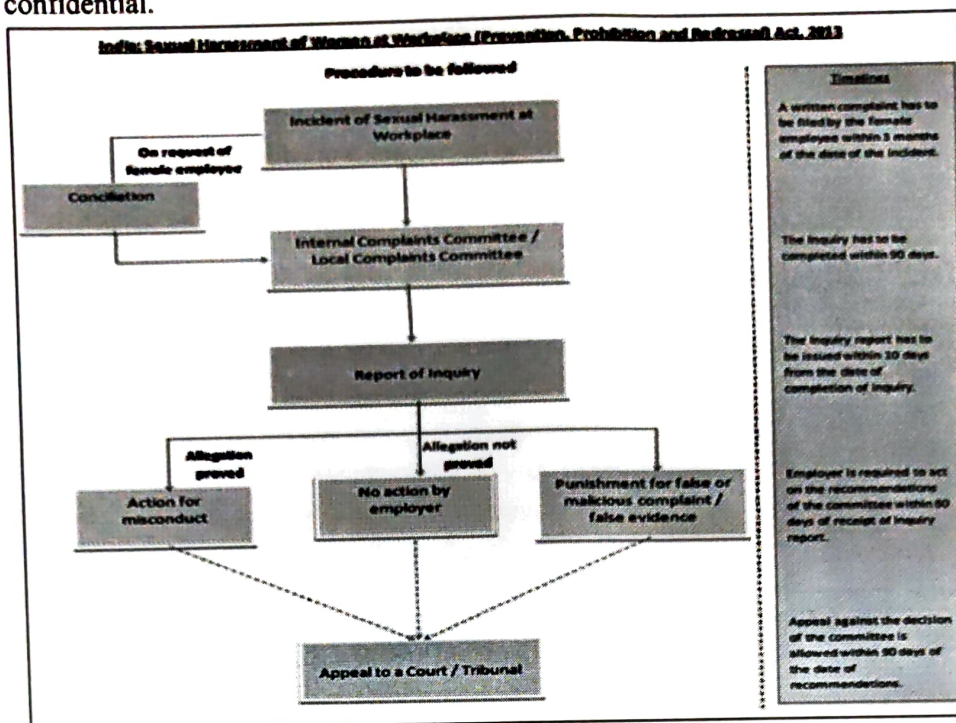 confidential.
India: Sexual Harassment of Women at Workplace (Prevention, Prohibition and Redressal) Act, 2013
Procedure to be followed
Incident of Sexual Harassment at
Workplace
On request of
female employee
Conciliation
Internal Complaints Committee /
Local Complaints Committee
Report of Inquiry
Allegation
proved
Allegation not
proved
Action for
misconduct
No action by
employer
Punishment for false or
malicious complaint /
false evidence
Appeal to a Court / Tribunal
Timelines
A written complaint has to
be filed by the female
employee within 3 months
of the date of the incident.
The inquiry has to be
completed within 90 days.
The inquiry report has to
be issued within 10 days
from the date of
completion of inquiry.
Employer is required to act
on the recommendations
of the committee within 60
days of receipt of inquiry
report.
Appeal against the decision
of the committee is
allowed within 90 days of
the date of
recommendations.